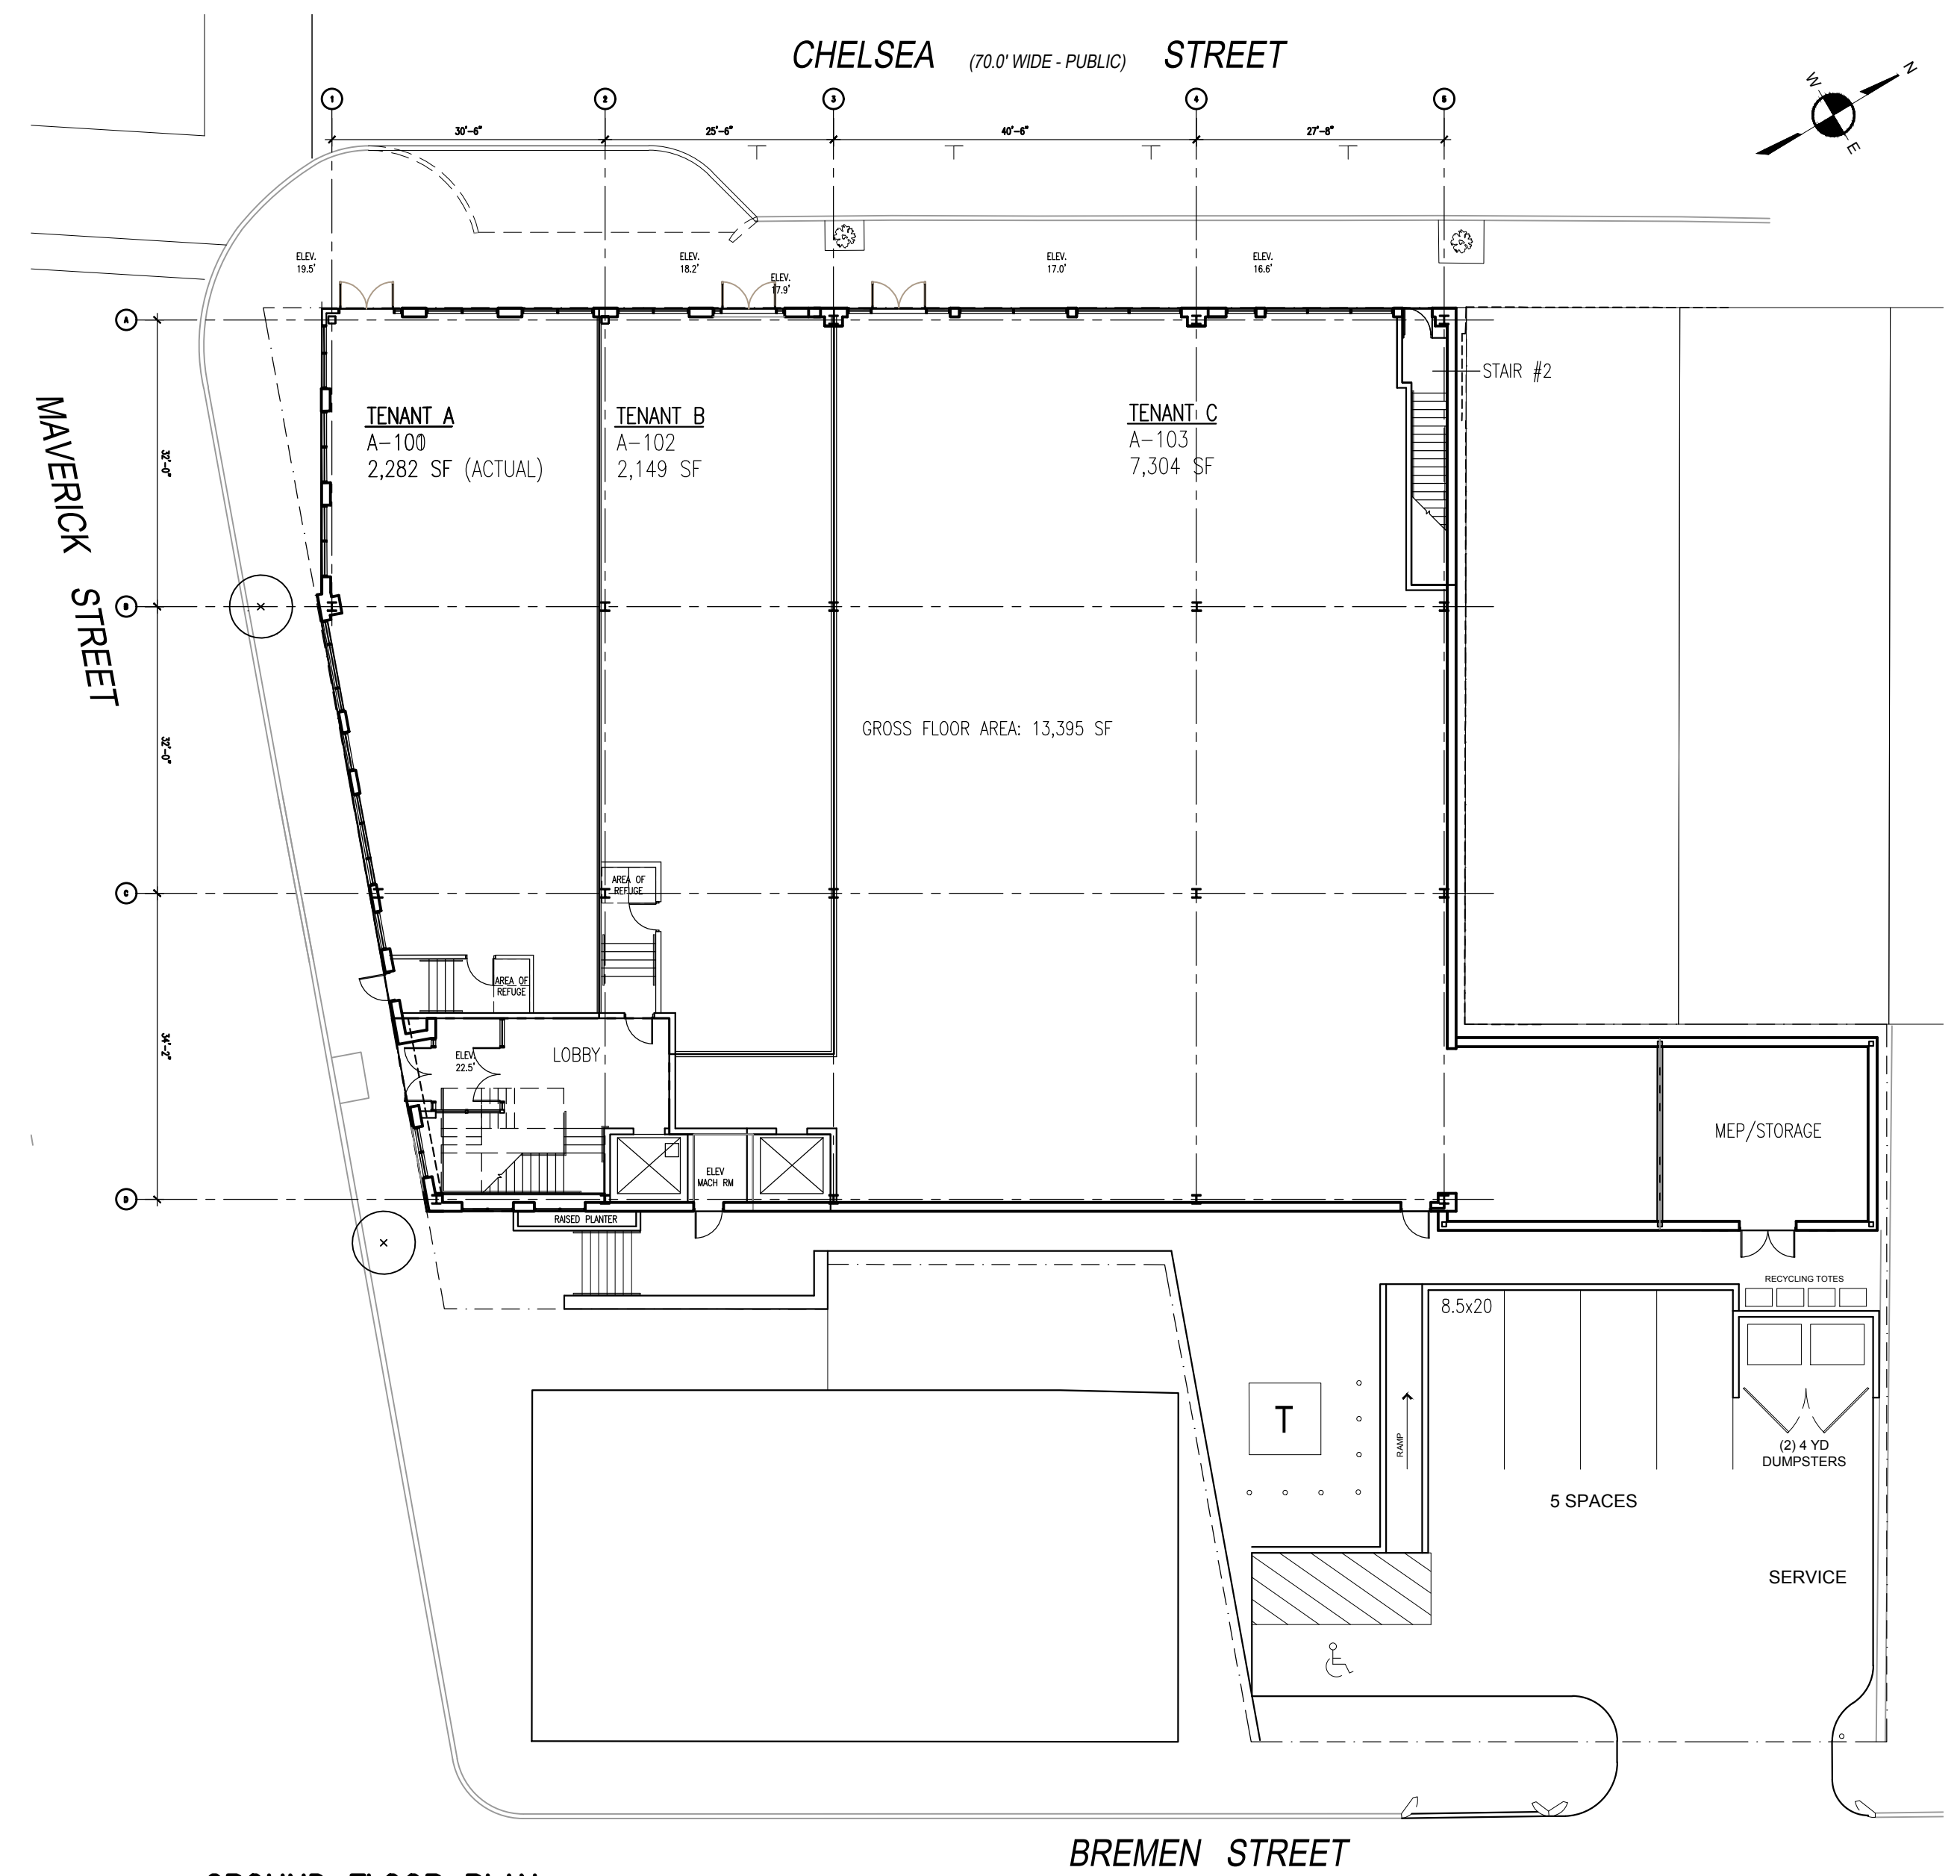 CHELSEA (70.0' WIDE - PUBLIC) STREET
N
W
E
1 2 3 4 5
30'-6" 25'-6" 40'-6" 27'-8"
ELEV.
19.5'
ELEV.
18.2'
ELEV.
17.9'
ELEV.
17.0'
ELEV.
16.6'
A
STAIR #2
MAVERICK STREET
TENANT A
A-100
2,282 SF (ACTUAL)
TENANT B
A-102
2,149 SF
TENANT C
A-103
7,304 SF
32'-0"
B
GROSS FLOOR AREA: 13,395 SF
32'-0"
AREA OF
REFUGE
C
AREA OF
REFUGE
34'-2"
ELEV.
22.5'
LOBBY
MEP/STORAGE
ELEV
MACH RM
D
RAISED PLANTER
RECYCLING TOTES
8.5x20
T
RAMP
(2) 4 YD
DUMPSTERS
5 SPACES
SERVICE
BREMEN STREET
GROUND FLOOR PLAN